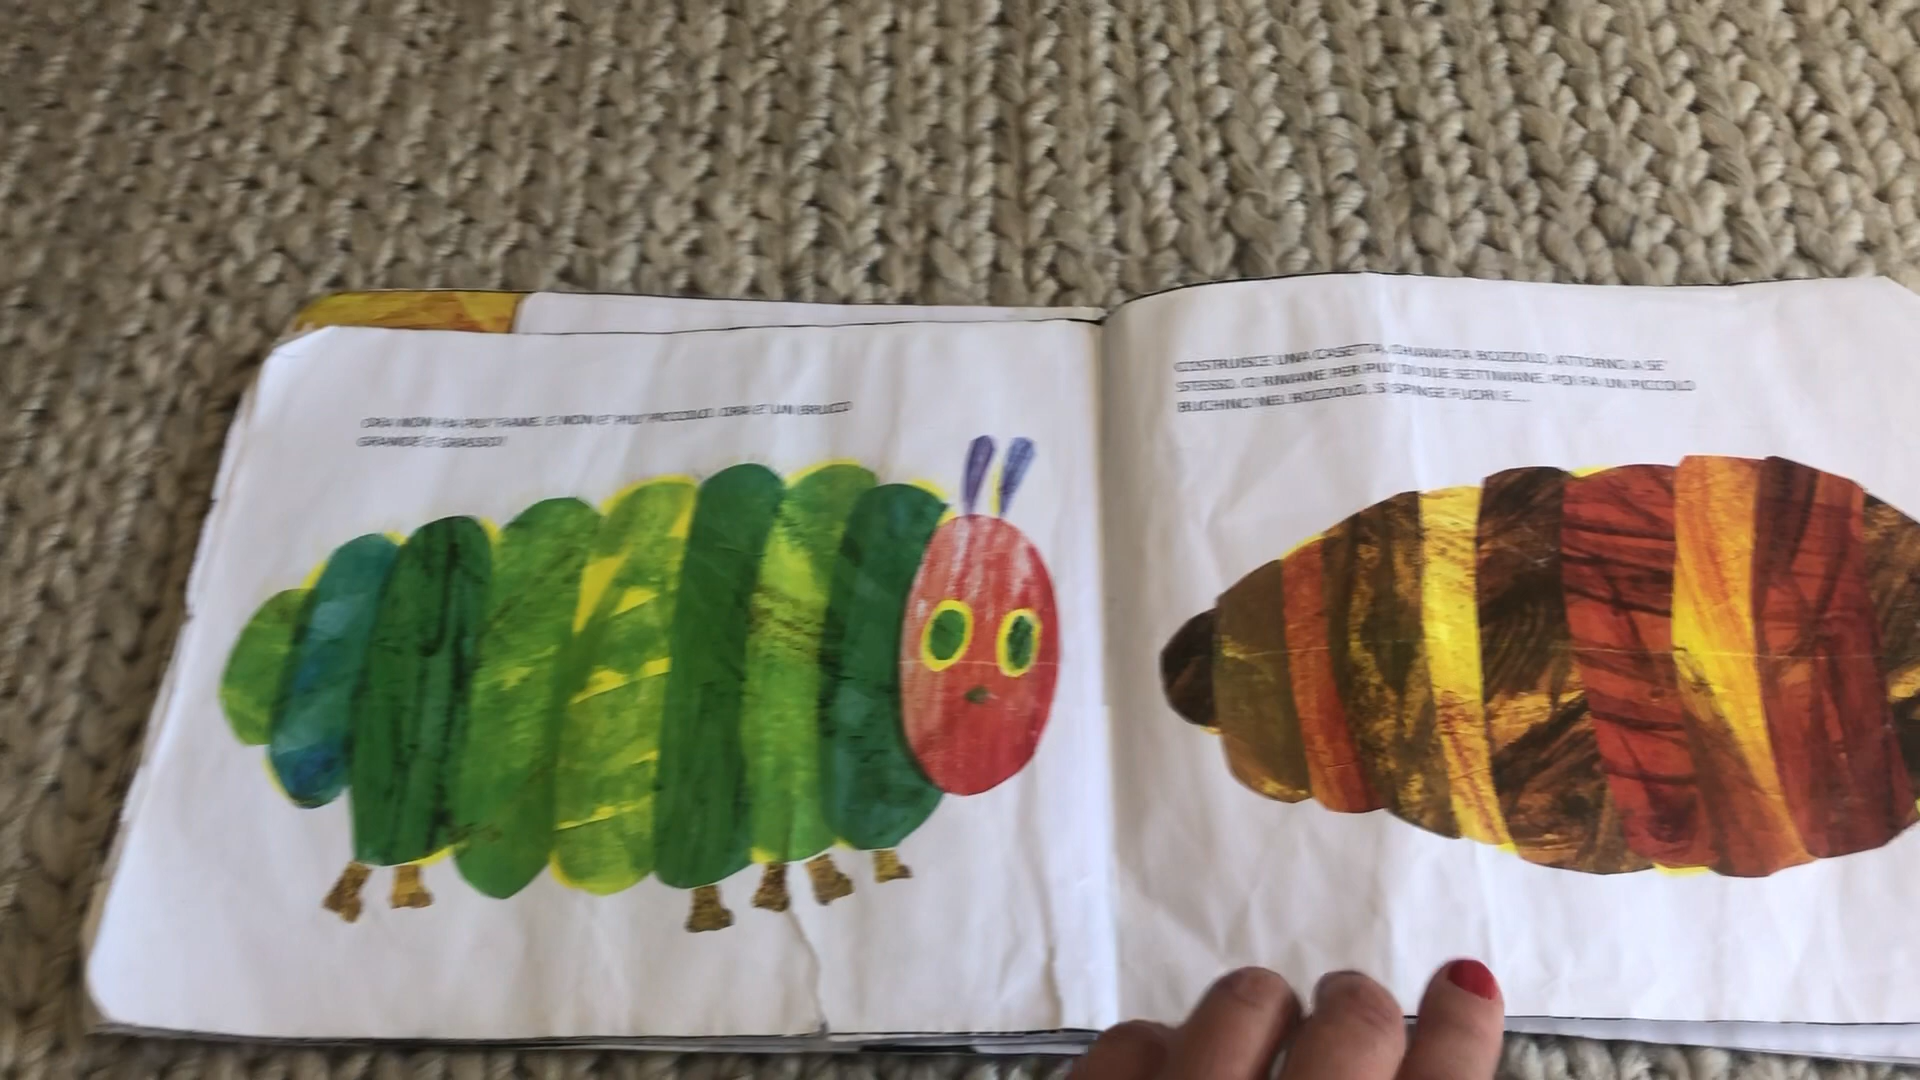 ORA NON HA PIU' FAME. E NON E' PIU' PICCOLO. ORA E' UN BRUCO
GRANDE E GRASSO!
COSTRUISCE UNA CASETTA, CHIAMATA BOZZOLO, ATTORNO A SE'
STESSO. CI RIMANE PER PIU' DI DUE SETTIMANE. POI FA UN PICCOLO
BUCHINO NEL BOZZOLO, SI SPINGE FUORI E....